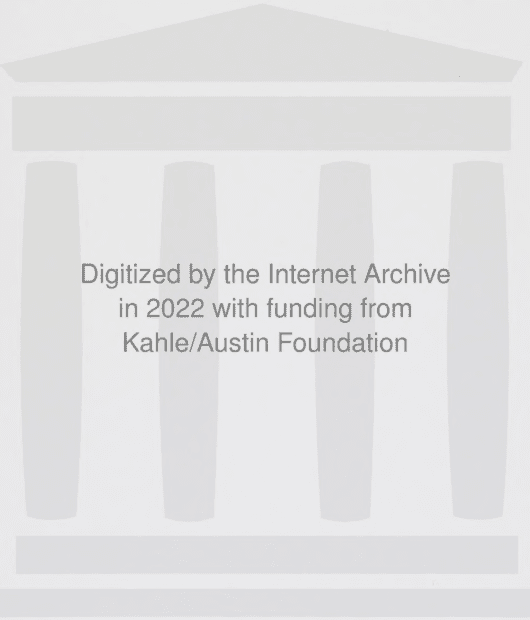 Digitized by the Internet Archive
in 2022 with funding from
Kahle/Austin Foundation